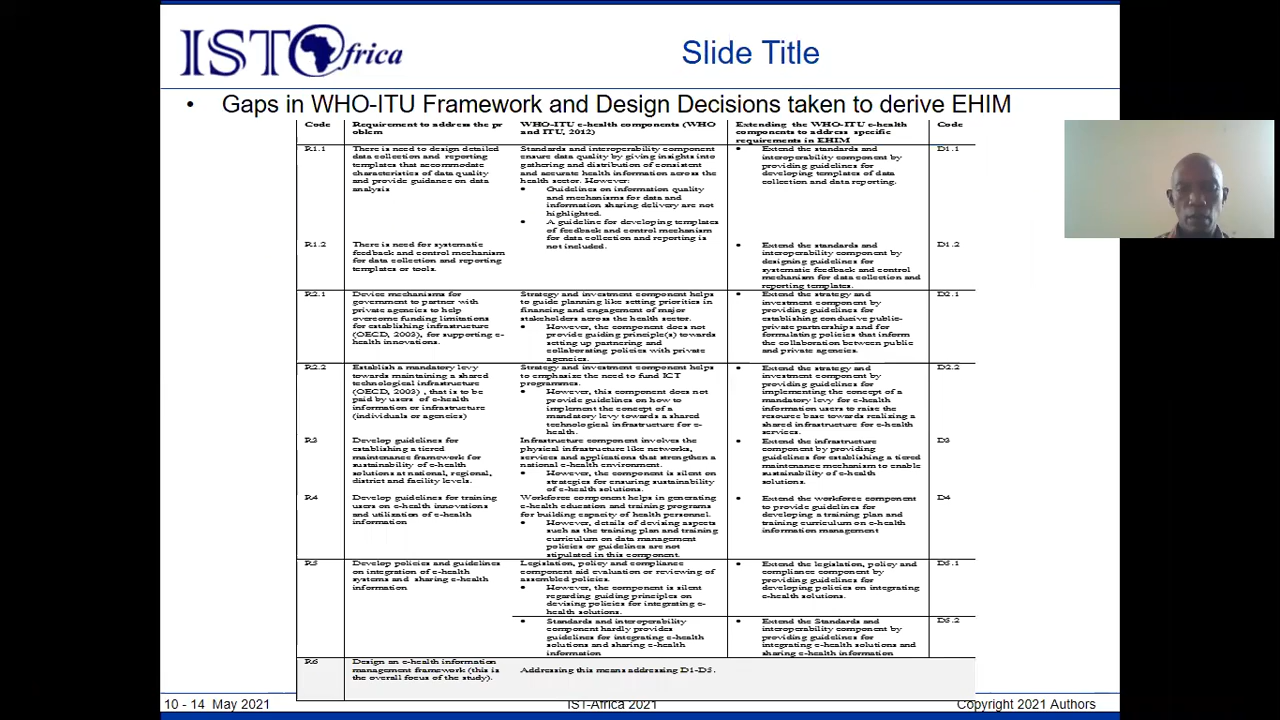 IST Africa
Slide Title
• Gaps in WHO-ITU Framework and Design Decisions taken to derive EHIM
Code
Requirement to address the pr
oblem
WHO-ITU e-health components (WHO
and ITU, 2012)
Extending the WHO-ITU e-health
components to address specific
requirements in EHIM
Code
R1.1
There is need to design detailed
data collection and reporting
templates that accommodate
characteristics of data quality
and provide guidance on data
analysis
Standards and interoperability component
ensure data quality by giving insights into
gathering and distribution of consistent
and accurate health information across the
health sector. However:
• Guidelines on information quality
and mechanisms for data and
information sharing delivery are not
highlighted.
• A guideline for developing templates
of feedback and control mechanism
for data collection and reporting is
not included.
• Extend the standards and
interoperability component by
providing guidelines for
developing templates of data
collection and data reporting.
D1.1
R1.2
There is need for systematic
feedback and control mechanism
for data collection and reporting
templates or tools.
• Extend the standards and
interoperability component by
designing guidelines for
systematic feedback and control
mechanism for data collection and
reporting templates.
D1.2
R2.1
Device mechanisms for
government to partner with
private agencies to help
overcome funding limitations
for establishing infrastructure
(OECD, 2003), for supporting e-
health innovations.
Strategy and investment component helps
to guide planning like setting priorities in
financing and engagement of major
stakeholders across the health sector.
• However, the component does not
provide guiding principle(s) towards
setting up partnering and
collaborating policies with private
agencies.
• Extend the strategy and
investment component by
providing guidelines for
establishing conducive public-
private partnerships and for
formulating policies that inform
the collaboration between public
and private agencies.
D2.1
R2.2
Establish a mandatory levy
towards maintaining a shared
technological infrastructure
(OECD, 2003) , that is to be
paid by users of e-health
information or infrastructure
(individuals or agencies)
Strategy and investment component helps
to emphasize the need to fund ICT
programmes.
• However, this component does not
provide guidelines on how to
implement the concept of a
mandatory levy towards a shared
technological infrastructure for e-
health.
• Extend the strategy and
investment component by
providing guidelines for
implementing the concept of a
mandatory levy for e-health
information users to raise the
resource base towards realizing a
shared infrastructure for e-health
services.
D2.2
R3
Develop guidelines for
establishing a tiered
maintenance framework for
sustainability of e-health
solutions at national, regional,
district and facility levels.
Infrastructure component involves the
physical infrastructure like networks,
services and applications that strengthen a
national e-health environment.
• However, the component is silent on
strategies for ensuring sustainability
of e-health solutions.
• Extend the infrastructure
component by providing
guidelines for establishing a tiered
maintenance mechanism to enable
sustainability of e-health
solutions.
D3
R4
Develop guidelines for training
users on e-health innovations
and utilization of e-health
information
Workforce component helps in generating
e-health education and training programs
for building capacity of health personnel.
• However, details of devising aspects
such as the training plan and training
curriculum on data management
policies or guidelines are not
stipulated in this component.
• Extend the workforce component
to provide guidelines for
developing a training plan and
training curriculum on e-health
information management
D4
R5
Develop policies and guidelines
on integration of e-health
systems and sharing e-health
information
Legislation, policy and compliance
component aid evaluation or reviewing of
assembled policies.
• However, the component is silent
regarding guiding principles on
devising policies for integrating e-
health solutions.
• Extend the legislation, policy and
compliance component by
providing guidelines for
developing policies on integrating
e-health solutions.
D5.1
• Standards and interoperability
component hardly provides
guidelines for integrating e-health
solutions and sharing e-health
information
• Extend the Standards and
interoperability component by
providing guidelines for
integrating e-health solutions and
sharing e-health information
D5.2
R6
Design an e-health information
management framework (this is
the overall focus of the study).
Addressing this means addressing D1-D5.
10 - 14 May 2021
IST-Africa 2021
Copyright 2021 Authors